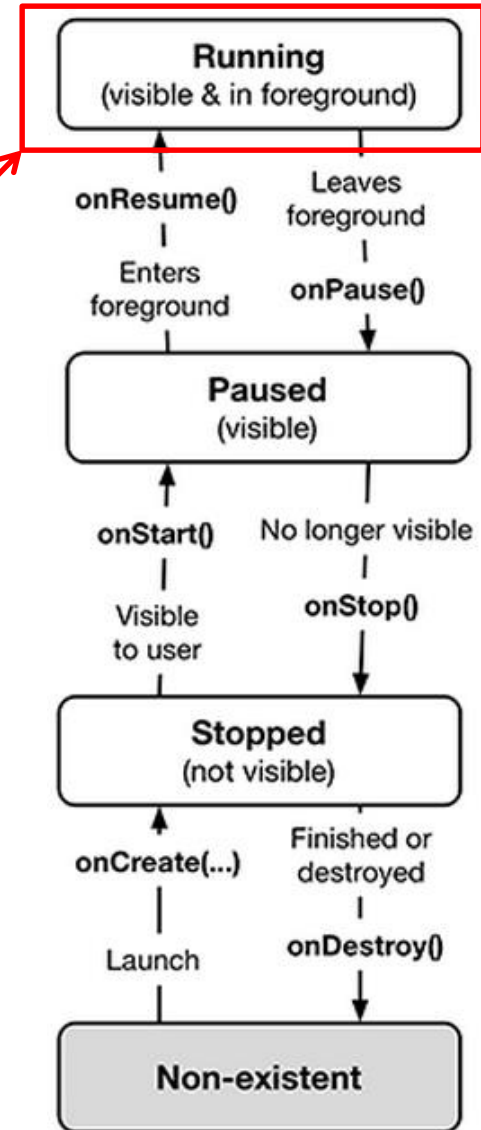 Running
(visible & in foreground)
onResume()
Enters
foreground
Leaves
foreground
onPause()
Paused
(visible)
onStart()
Visible
to user
No longer visible
onStop()
Stopped
(not visible)
onCreate(...)
Launch
Finished or
destroyed
onDestroy()
Non-existent